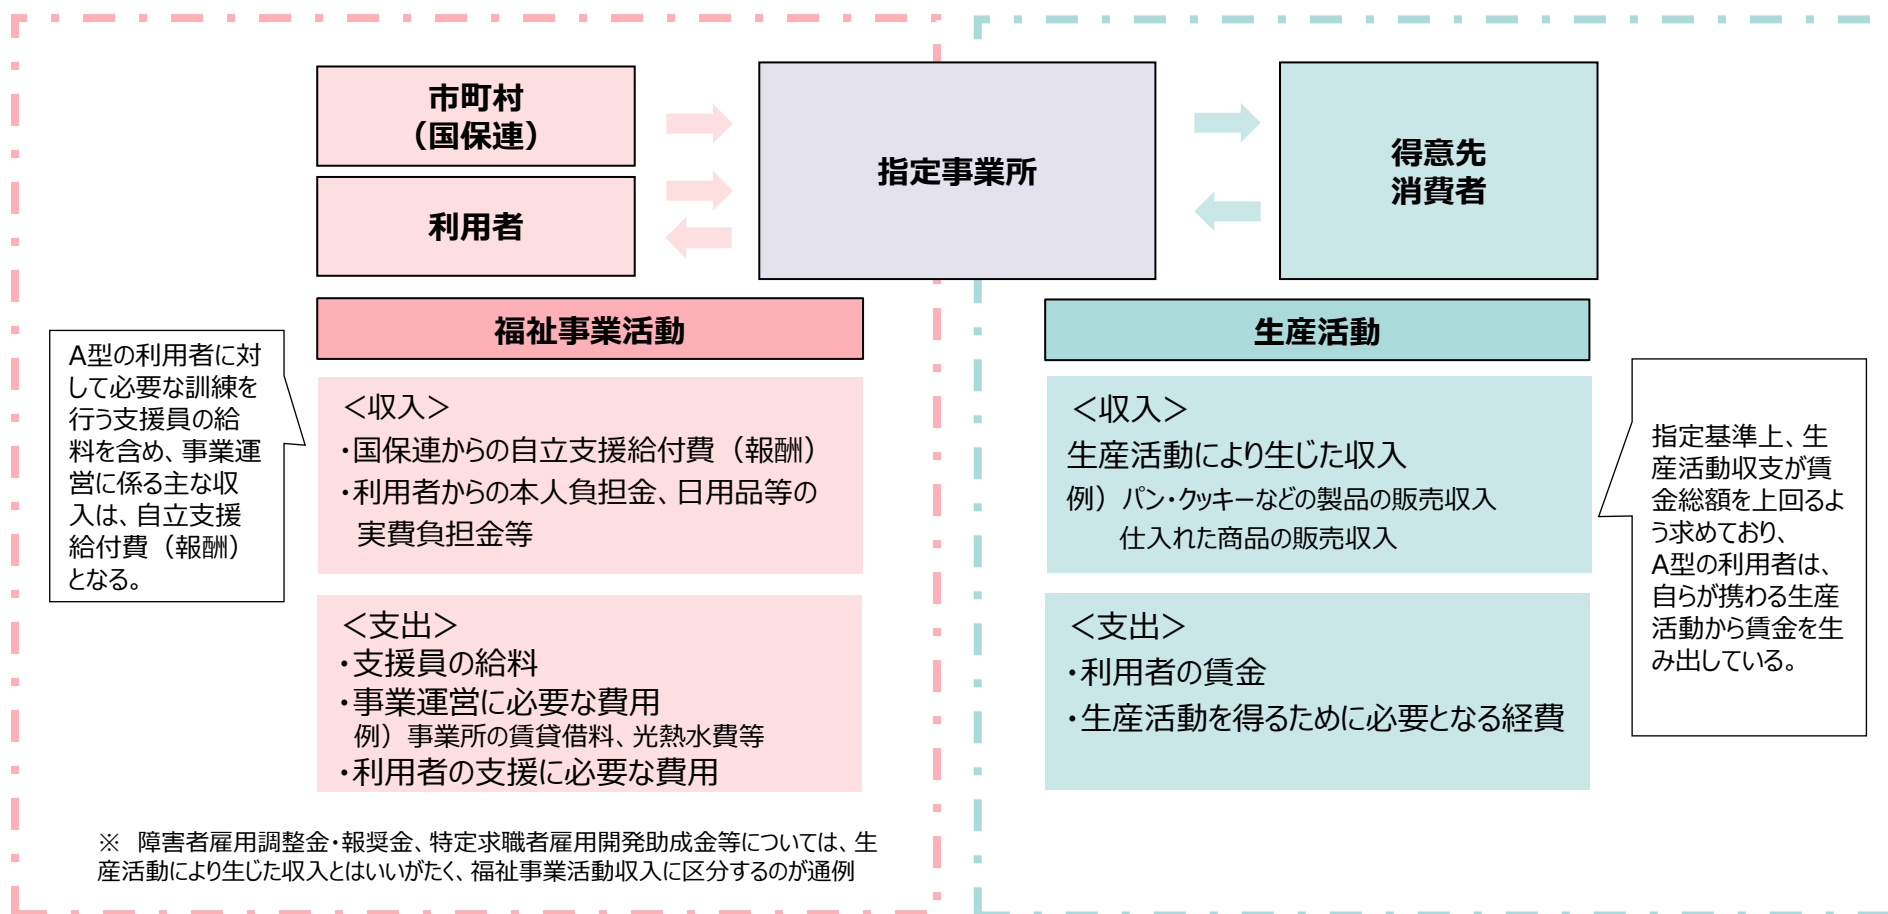 市町村
（国保連）
利用者
指定事業所
得意先
消費者
福祉事業活動
A型の利用者に対
して必要な訓練を
行う支援員の給
料を含め、事業運
営に係る主な収
入は、自立支援
給付費（報酬）
となる。
＜収入＞
・国保連からの自立支援給付費（報酬）
・利用者からの本人負担金、日用品等の
実費負担金等
＜支出＞
・支援員の給料
・事業運営に必要な費用
例）事業所の賃貸借料、光熱水費等
・利用者の支援に必要な費用
※　障害者雇用調整金・報奨金、特定求職者雇用開発助成金等については、生
産活動により生じた収入とはいいがたく、福祉事業活動収入に区分するのが通例
生産活動
＜収入＞
生産活動により生じた収入
例）パン・クッキーなどの製品の販売収入
仕入れた商品の販売収入
＜支出＞
・利用者の賃金
・生産活動を得るために必要となる経費
指定基準上、生
産活動収支が賃
金総額を上回るよ
う求めており、
A型の利用者は、
自らが携わる生産
活動から賃金を生
み出している。